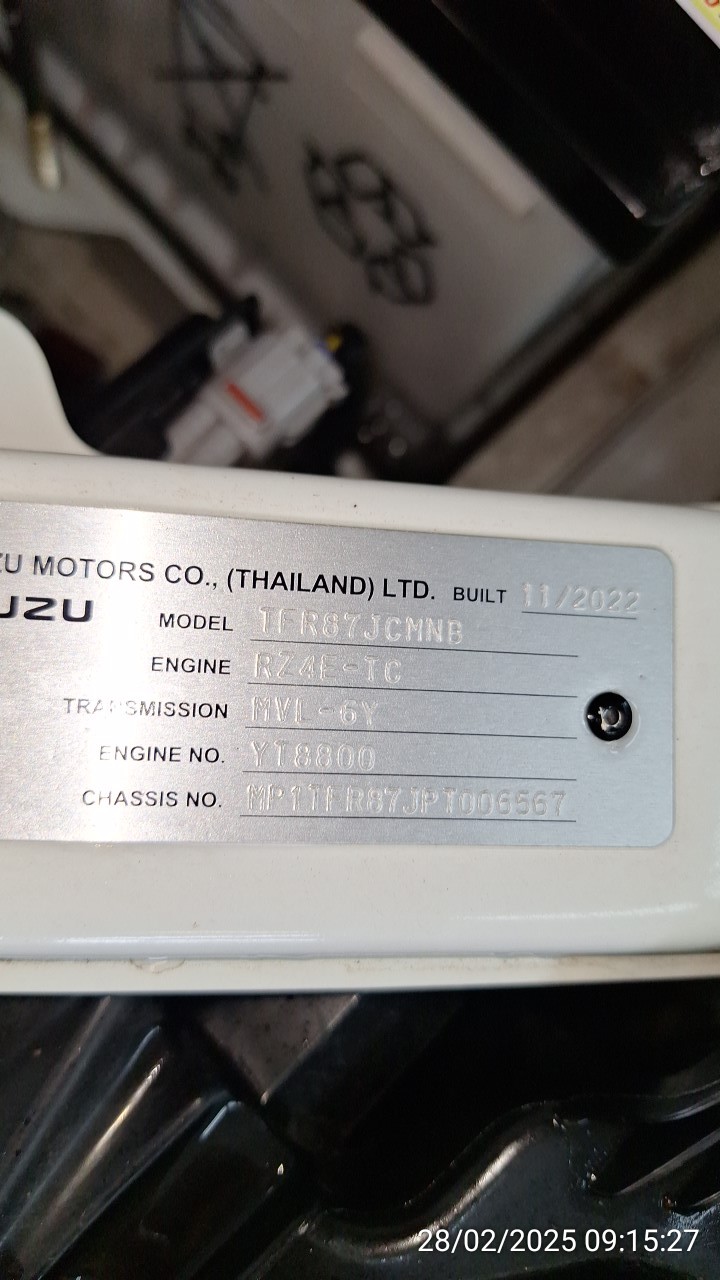 ZU MOTORS CO., (THAILAND) LTD. BUILT 11/2022
UZU
MODEL TFR87JCMNB
ENGINE RZ4E-TC
TRANSMISSION MVL-6Y
ENGINE NO. YT8800
CHASSIS NO. MP1TFR87JPT006567
28/02/2025 09:15:27